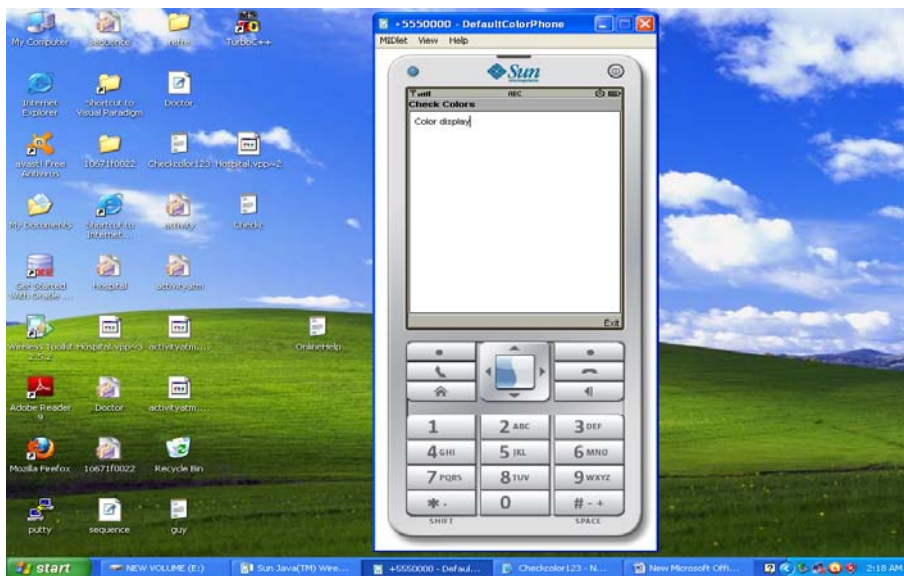 My Computer
sequence
refre
TurboC++
Internet
Explorer
Shortcut to
Visual Paradigm
Doctor
avast! Free
Antivirus
10671f0022
Checkcolor123
Hospital.vpp~2
My Documents
Shortcut to
Internet...
activity
Checkc
Get Started
With Oracle ...
Hospital
activityatm
Wireless Toolkit
2.5.2
Hospital.vpp~3
activityatm....
OnlineHelp
Adobe Reader
9
Doctor
activityatm....
Mozilla Firefox
10671f0022
Recycle Bin
putty
sequence
guy
+5550000 - DefaultColorPhone
MIDlet View Help
Sun
ABC
Check Colors
Color display
Exit
1 2 ABC 3 DEF
4 GHI 5 JKL 6 MNO
7 PQRS 8 TUV 9 WXYZ
* . 0 # - +
SHIFT SPACE
start
NEW VOLUME (E:)
Sun Java(TM) Wire...
+5550000 - Defaul...
Checkcolor123 - N...
New Microsoft Offi...
2:18 AM